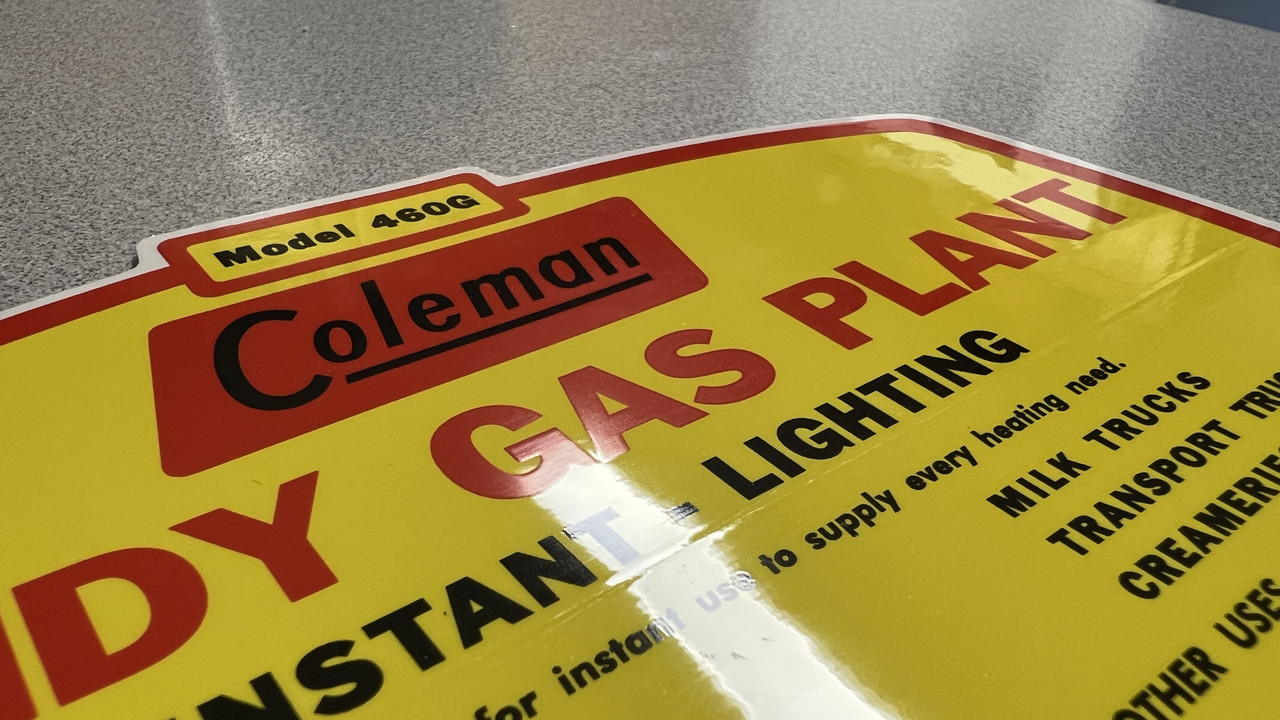 Model 460G
Coleman
DY GAS PLANT
INSTANT - LIGHTING
for instant use to supply every heating need.
MILK TRUCKS
TRANSPORT TRU
CREAMERIES
OTHER USES